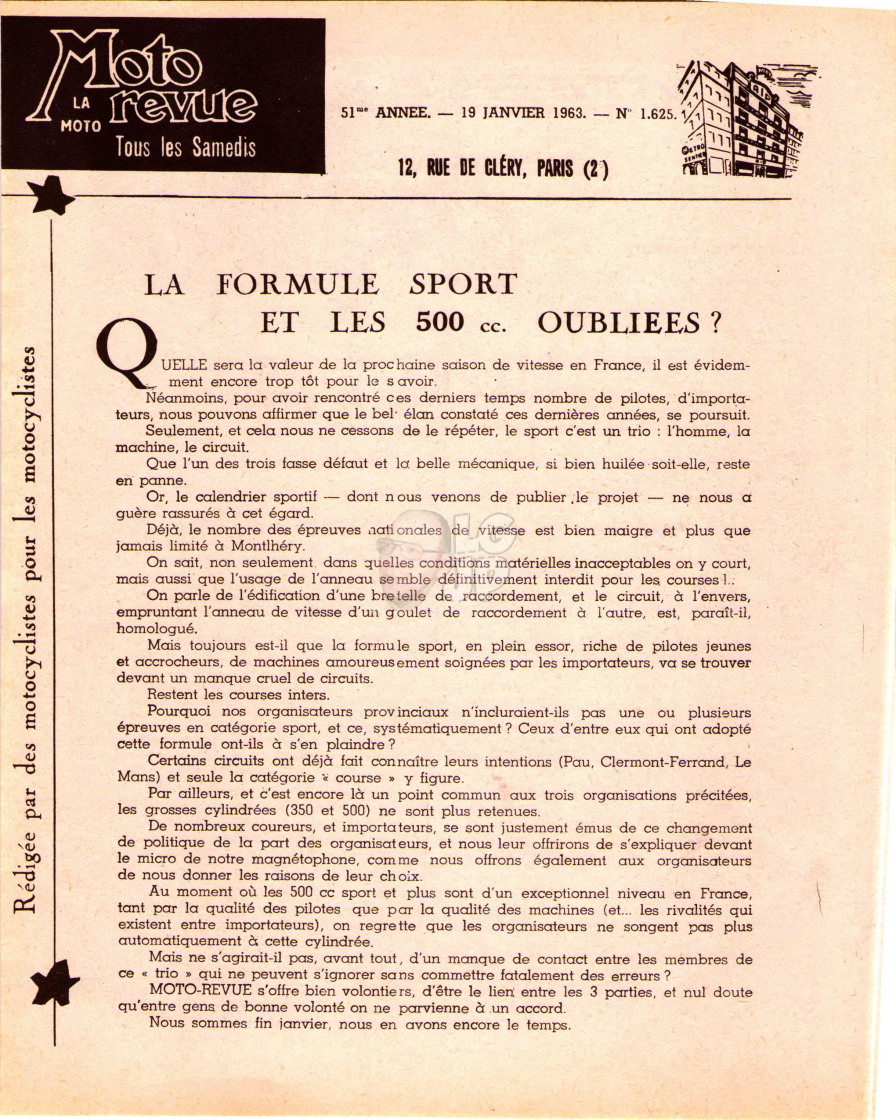 Moto
LA revue
MOTO
Tous les Samedis
51me ANNEE. — 19 JANVIER 1963. — N° 1.625.
12, RUE DE CLÉRY, PARIS (2°)
METRO
SENTIER
Rédigée par des motocyclistes pour les motocyclistes
LA FORMULE SPORT
ET LES 500 cc. OUBLIEES ?
QUELLE sera la valeur de la prochaine saison de vitesse en France, il est évidem-
ment encore trop tôt pour le savoir.
Néanmoins, pour avoir rencontré ces derniers temps nombre de pilotes, d'importa-
teurs, nous pouvons affirmer que le bel élan constaté ces dernières années, se poursuit.
Seulement, et cela nous ne cessons de le répéter, le sport c'est un trio : l'homme, la
machine, le circuit.
Que l'un des trois fasse défaut et la belle mécanique, si bien huilée soit-elle, reste
en panne.
Or, le calendrier sportif — dont nous venons de publier le projet — ne nous a
guère rassurés à cet égard.
Déjà, le nombre des épreuves nationales de vitesse est bien maigre et plus que
jamais limité à Montlhéry.
On sait, non seulement dans quelles conditions matérielles inacceptables on y court,
mais aussi que l'usage de l'anneau semble définitivement interdit pour les courses !..
On parle de l'édification d'une bretelle de raccordement, et le circuit, à l'envers,
empruntant l'anneau de vitesse d'un goulet de raccordement à l'autre, est, paraît-il,
homologué.
Mais toujours est-il que la formule sport, en plein essor, riche de pilotes jeunes
et accrocheurs, de machines amoureusement soignées par les importateurs, va se trouver
devant un manque cruel de circuits.
Restent les courses inters.
Pourquoi nos organisateurs provinciaux n'incluraient-ils pas une ou plusieurs
épreuves en catégorie sport, et ce, systématiquement ? Ceux d'entre eux qui ont adopté
cette formule ont-ils à s'en plaindre ?
Certains circuits ont déjà fait connaître leurs intentions (Pau, Clermont-Ferrand, Le
Mans) et seule la catégorie « course » y figure.
Par ailleurs, et c'est encore là un point commun aux trois organisations précitées,
les grosses cylindrées (350 et 500) ne sont plus retenues.
De nombreux coureurs, et importateurs, se sont justement émus de ce changement
de politique de la part des organisateurs, et nous leur offrirons de s'expliquer devant
le micro de notre magnétophone, comme nous offrons également aux organisateurs
de nous donner les raisons de leur choix.
Au moment où les 500 cc sport et plus sont d'un exceptionnel niveau en France,
tant par la qualité des pilotes que par la qualité des machines (et... les rivalités qui
existent entre importateurs), on regrette que les organisateurs ne songent pas plus
automatiquement à cette cylindrée.
Mais ne s'agirait-il pas, avant tout, d'un manque de contact entre les membres de
ce « trio » qui ne peuvent s'ignorer sans commettre fatalement des erreurs ?
MOTO-REVUE s'offre bien volontiers, d'être le lien entre les 3 parties, et nul doute
qu'entre gens de bonne volonté on ne parvienne à un accord.
Nous sommes fin janvier, nous en avons encore le temps.